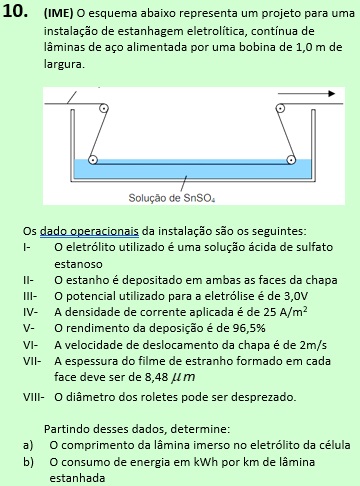 10. (IME) O esquema abaixo representa um projeto para uma
instalação de estanhagem eletrolítica, contínua de
lâminas de aço alimentada por uma bobina de 1,0 m de
largura.
Solução de SnSO₄
Os dado operacionais da instalação são os seguintes:
I- O eletrólito utilizado é uma solução ácida de sulfato
estanoso
II- O estanho é depositado em ambas as faces da chapa
III- O potencial utilizado para a eletrólise é de 3,0V
IV- A densidade de corrente aplicada é de 25 A/m²
V- O rendimento da deposição é de 96,5%
VI- A velocidade de deslocamento da chapa é de 2m/s
VII- A espessura do filme de estranho formado em cada
face deve ser de 8,48 μm
VIII- O diâmetro dos roletes pode ser desprezado.
Partindo desses dados, determine:
a) O comprimento da lâmina imerso no eletrólito da célula
b) O consumo de energia em kWh por km de lâmina
estanhada